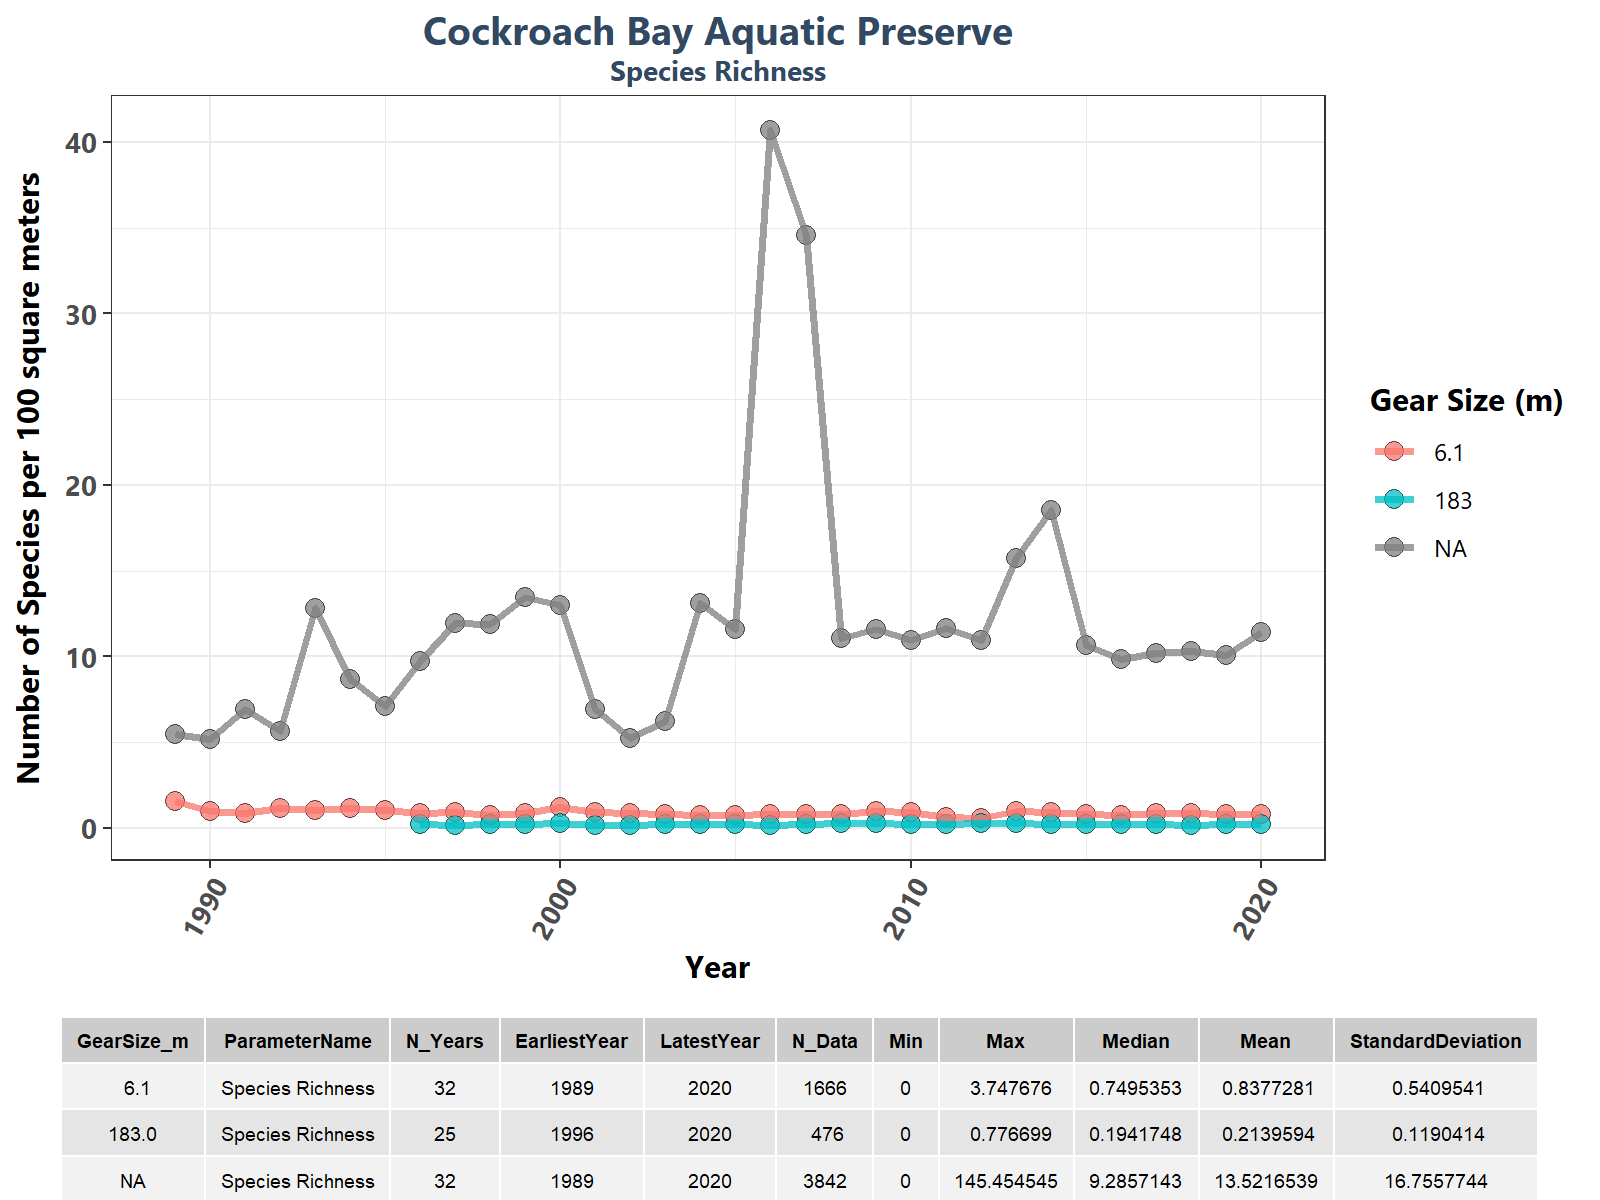 Cockroach Bay Aquatic Preserve
Species Richness
Number of Species per 100 square meters
40
30
20
10
0
1990
2000
2010
2020
Year
Gear Size (m)
6.1
183
NA
GearSize_m ParameterName N_Years EarliestYear LatestYear N_Data Min Max Median Mean StandardDeviation
6.1 Species Richness 32 1989 2020 1666 0 3.747676 0.7495353 0.8377281 0.5409541
183.0 Species Richness 25 1996 2020 476 0 0.776699 0.1941748 0.2139594 0.1190414
NA Species Richness 32 1989 2020 3842 0 145.454545 9.2857143 13.5216539 16.7557744